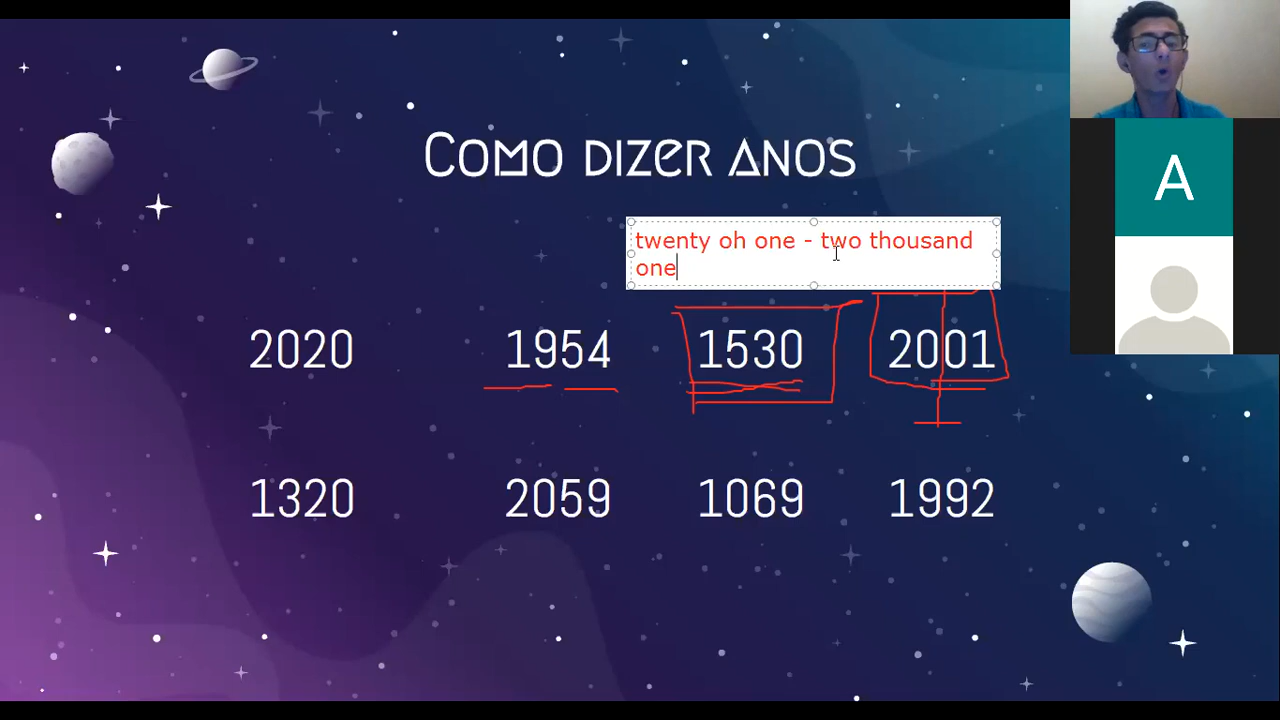 Como dizer anos
twenty oh one - two thousand
one
2020 1954 1530 2001
1320 2059 1069 1992
A